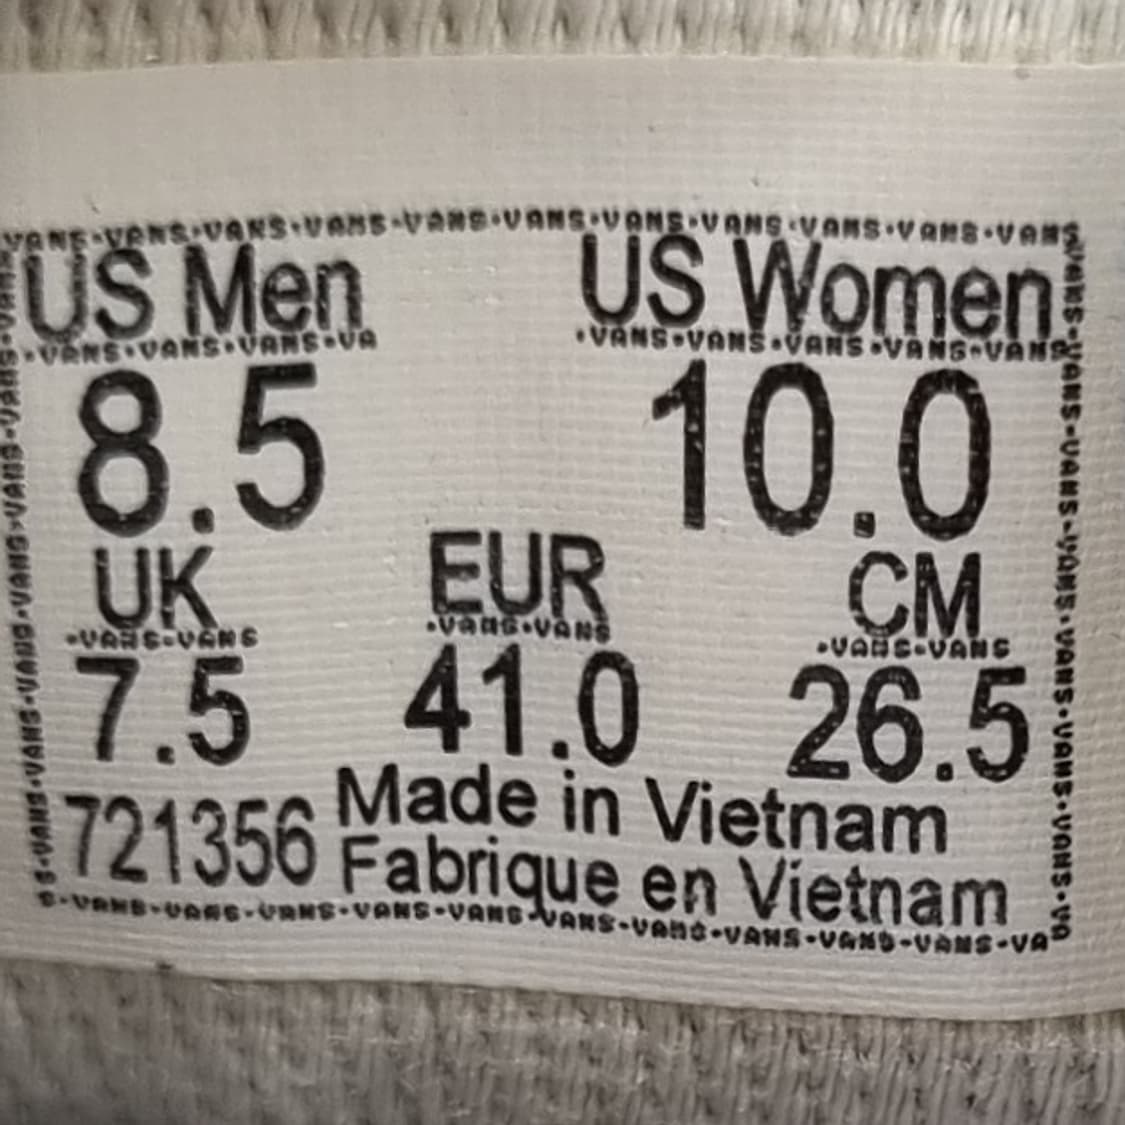 VANS·VANS·VANS·VANS·VANS·VANS·VANS·VANS·VANS·VANS·VANS
US Men US Women
·VANS·VANS·VANS·VA ·VANS·VANS·VANS·VANS·VANS
8.5 10.0
UK EUR CM
·VANS·VANS ·VANS·VANS ·VANS·VANS
7.5 41.0 26.5
721356 Made in Vietnam
Fabrique en Vietnam
S·VANS·VANS·VANS·VANS·VANS·VANS·VANS·VANS·VANS·VANS·VA